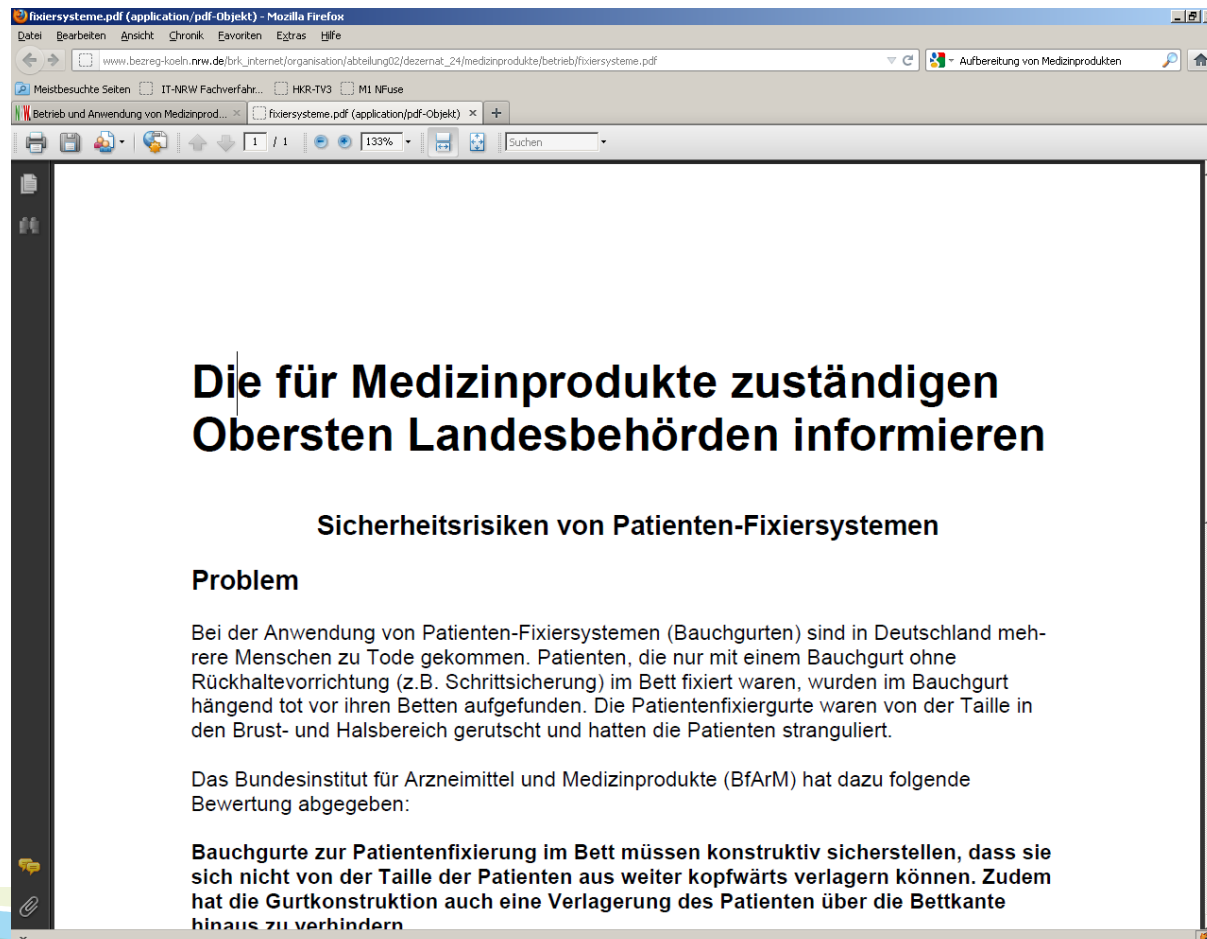 fixiersysteme.pdf (application/pdf-Objekt) - Mozilla Firefox
Datei Bearbeiten Ansicht Chronik Favoriten Extras Hilfe
www.bezreg-koeln.nrw.de/brk_internet/organisation/abteilung02/dezernat_24/medizinprodukte/betrieb/fixiersysteme.pdf Aufbereitung von Medizinprodukten
Meistbesuchte Seiten IT-NRW Fachverfahr... HKR-TV3 M1 NFuse
Betrieb und Anwendung von Medizinprod... fixiersysteme.pdf (application/pdf-Objekt)
1 / 1 133% Suchen
Die für Medizinprodukte zuständigen
Obersten Landesbehörden informieren
Sicherheitsrisiken von Patienten-Fixiersystemen
Problem
Bei der Anwendung von Patienten-Fixiersystemen (Bauchgurten) sind in Deutschland meh-
rere Menschen zu Tode gekommen. Patienten, die nur mit einem Bauchgurt ohne
Rückhaltevorrichtung (z.B. Schrittsicherung) im Bett fixiert waren, wurden im Bauchgurt
hängend tot vor ihren Betten aufgefunden. Die Patientenfixiergurte waren von der Taille in
den Brust- und Halsbereich gerutscht und hatten die Patienten stranguliert.
Das Bundesinstitut für Arzneimittel und Medizinprodukte (BfArM) hat dazu folgende
Bewertung abgegeben:
Bauchgurte zur Patientenfixierung im Bett müssen konstruktiv sicherstellen, dass sie
sich nicht von der Taille der Patienten aus weiter kopfwärts verlagern können. Zudem
hat die Gurtkonstruktion auch eine Verlagerung des Patienten über die Bettkante
hinaus zu verhindern